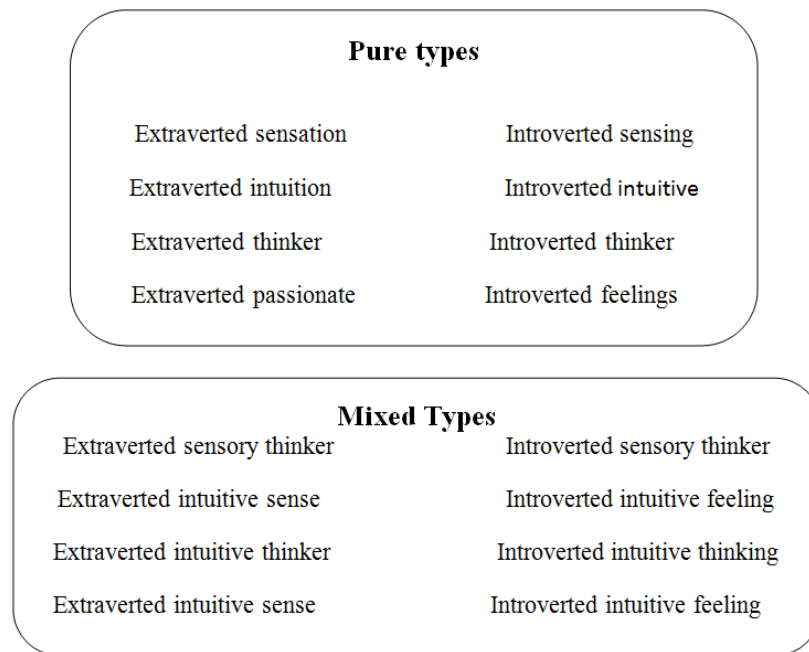 Pure types
Extraverted sensation Introverted sensing
Extraverted intuition Introverted intuitive
Extraverted thinker Introverted thinker
Extraverted passionate Introverted feelings
Mixed Types
Extraverted sensory thinker Introverted sensory thinker
Extraverted intuitive sense Introverted intuitive feeling
Extraverted intuitive thinker Introverted intuitive thinking
Extraverted intuitive sense Introverted intuitive feeling